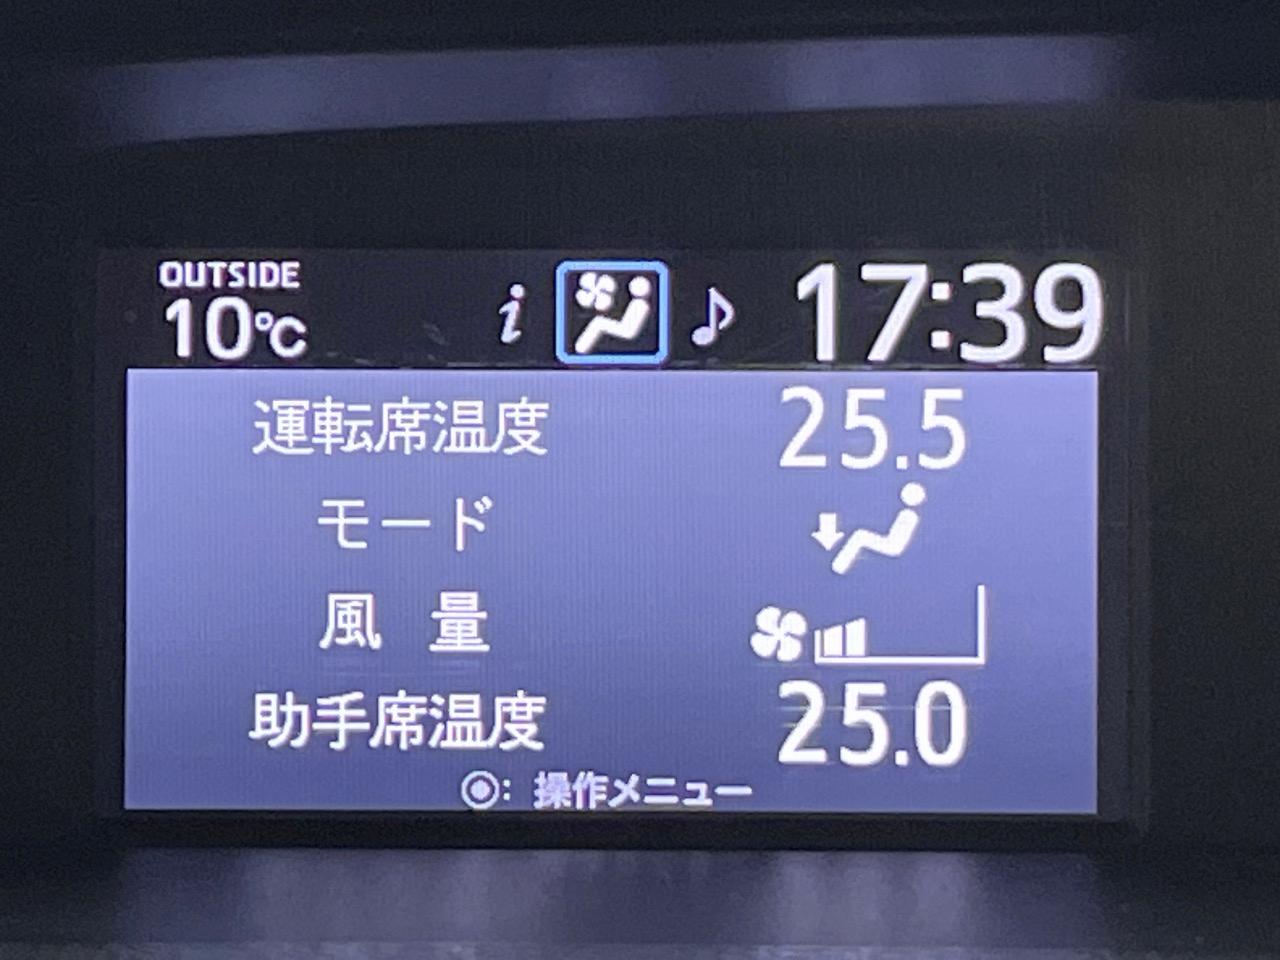 OUTSIDE
10℃ i 17:39
運転席温度 25.5
モード
風 量
助手席温度 25.0
◉: 操作メニュー